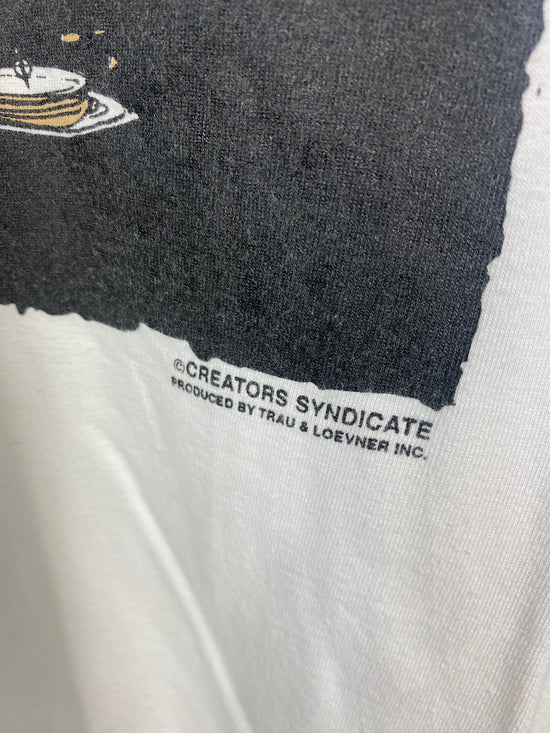 ©CREATORS SYNDICATE
PRODUCED BY TRAU & LOEVNER INC.